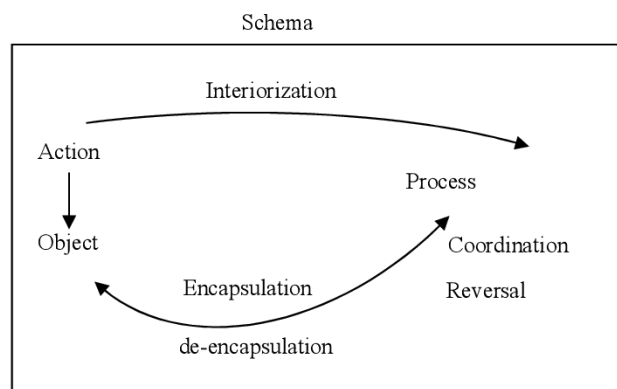 Schema
Interiorization
Action
Process
Object
Coordination
Encapsulation
Reversal
de-encapsulation